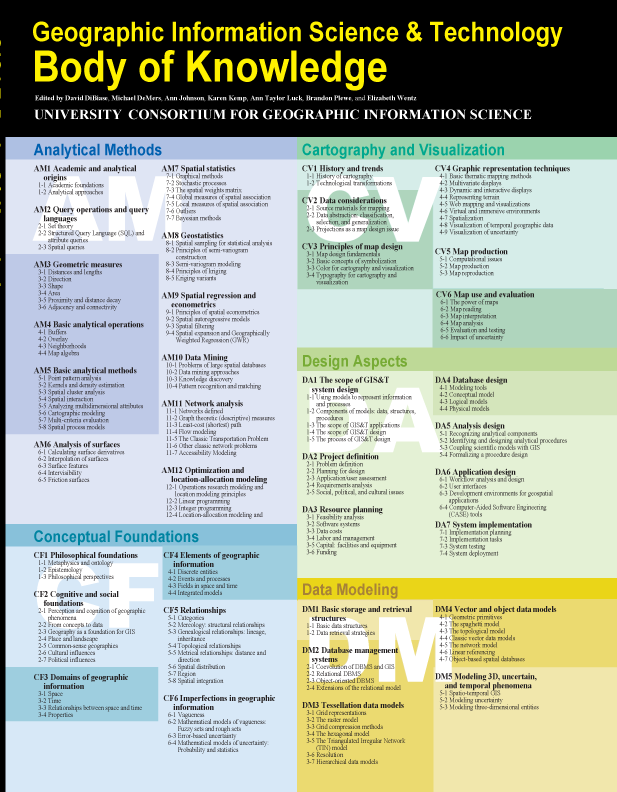 Geographic Information Science & Technology
Body of Knowledge
Edited by David DiBiase, Michael DeMers, Ann Johnson, Karen Kemp, Ann Taylor Luck, Brandon Plewe, and Elizabeth Wentz
UNIVERSITY CONSORTIUM FOR GEOGRAPHIC INFORMATION SCIENCE
Analytical Methods
AM
AM1 Academic and analytical
origins
1-1 Academic foundations
1-2 Analytical approaches
AM2 Query operations and query
languages
2-1 Set theory
2-2 Structured Query Language (SQL) and
attribute queries
2-3 Spatial queries
AM3 Geometric measures
3-1 Distances and lengths
3-2 Direction
3-3 Shape
3-4 Area
3-5 Proximity and distance decay
3-6 Adjacency and connectivity
AM4 Basic analytical operations
4-1 Buffers
4-2 Overlay
4-3 Neighborhoods
4-4 Map algebra
AM5 Basic analytical methods
5-1 Point pattern analysis
5-2 Kernels and density estimation
5-3 Spatial cluster analysis
5-4 Spatial interaction
5-5 Analyzing multidimensional attributes
5-6 Cartographic modeling
5-7 Multi-criteria evaluation
5-8 Spatial process models
AM6 Analysis of surfaces
6-1 Calculating surface derivatives
6-2 Interpolation of surfaces
6-3 Surface features
6-4 Intervisibility
6-5 Friction surfaces
AM7 Spatial statistics
7-1 Graphical methods
7-2 Stochastic processes
7-3 The spatial weights matrix
7-4 Global measures of spatial association
7-5 Local measures of spatial association
7-6 Outliers
7-7 Bayesian methods
AM8 Geostatistics
8-1 Spatial sampling for statistical analysis
8-2 Principles of semi-variogram
construction
8-3 Semi-variogram modeling
8-4 Principles of kriging
8-5 Kriging variants
AM9 Spatial regression and
econometrics
9-1 Principles of spatial econometrics
9-2 Spatial autoregressive models
9-3 Spatial filtering
9-4 Spatial expansion and Geographically
Weighted Regression (GWR)
AM10 Data Mining
10-1 Problems of large spatial databases
10-2 Data mining approaches
10-3 Knowledge discovery
10-4 Pattern recognition and matching
AM11 Network analysis
11-1 Networks defined
11-2 Graph theoretic (descriptive) measures
11-3 Least-cost (shortest) path
11-4 Flow modeling
11-5 The Classic Transportation Problem
11-6 Other classic network problems
11-7 Accessibility Modeling
AM12 Optimization and
location-allocation modeling
12-1 Operations research modeling and
location modeling principles
12-2 Linear programming
12-3 Integer programming
12-4 Location-allocation modeling and
Conceptual Foundations
CF
CF1 Philosophical foundations
1-1 Metaphysics and ontology
1-2 Epistemology
1-3 Philosophical perspectives
CF2 Cognitive and social
foundations
2-1 Perception and cognition of geographic
phenomena
2-2 From concepts to data
2-3 Geography as a foundation for GIS
2-4 Place and landscape
2-5 Common-sense geographies
2-6 Cultural influences
2-7 Political influences
CF3 Domains of geographic
information
3-1 Space
3-2 Time
3-3 Relationships between space and time
3-4 Properties
CF4 Elements of geographic
information
4-1 Discrete entities
4-2 Events and processes
4-3 Fields in space and time
4-4 Integrated models
CF5 Relationships
5-1 Categories
5-2 Mereology: structural relationships
5-3 Genealogical relationships: lineage,
inheritance
5-4 Topological relationships
5-5 Metrical relationships: distance and
direction
5-6 Spatial distribution
5-7 Region
5-8 Spatial integration
CF6 Imperfections in geographic
information
6-1 Vagueness
6-2 Mathematical models of vagueness:
Fuzzy sets and rough sets
6-3 Error-based uncertainty
6-4 Mathematical models of uncertainty:
Probability and statistics
Cartography and Visualization
CV
CV1 History and trends
1-1 History of cartography
1-2 Technological transformations
CV2 Data considerations
2-1 Source materials for mapping
2-2 Data abstraction: classification,
selection, and generalization
2-3 Projections as a map design issue
CV3 Principles of map design
3-1 Map design fundamentals
3-2 Basic concepts of symbolization
3-3 Color for cartography and visualization
3-4 Typography for cartography and
visualization
CV4 Graphic representation techniques
4-1 Basic thematic mapping methods
4-2 Multivariate displays
4-3 Dynamic and interactive displays
4-4 Representing terrain
4-5 Web mapping and visualizations
4-6 Virtual and immersive environments
4-7 Spatialization
4-8 Visualization of temporal geographic data
4-9 Visualization of uncertainty
CV5 Map production
5-1 Computational issues
5-2 Map production
5-3 Map reproduction
CV6 Map use and evaluation
6-1 The power of maps
6-2 Map reading
6-3 Map interpretation
6-4 Map analysis
6-5 Evaluation and testing
6-6 Impact of uncertainty
Design Aspects
DA
DA1 The scope of GIS&T
system design
1-1 Using models to represent information
and processes
1-2 Components of models: data, structures,
procedures
1-3 The scope of GIS&T applications
1-4 The scope of GIS&T design
1-5 The process of GIS&T design
DA2 Project definition
2-1 Problem definition
2-2 Planning for design
2-3 Application/user assessment
2-4 Requirements analysis
2-5 Social, political, and cultural issues
DA3 Resource planning
3-1 Feasibility analysis
3-2 Software systems
3-3 Data costs
3-4 Labor and management
3-5 Capital: facilities and equipment
3-6 Funding
DA4 Database design
4-1 Modeling tools
4-2 Conceptual model
4-3 Logical models
4-4 Physical models
DA5 Analysis design
5-1 Recognizing analytical components
5-2 Identifying and designing analytical procedures
5-3 Coupling scientific models with GIS
5-4 Formalizing a procedure design
DA6 Application design
6-1 Workflow analysis and design
6-2 User interfaces
6-3 Development environments for geospatial
applications
6-4 Computer-Aided Software Engineering
(CASE) tools
DA7 System implementation
7-1 Implementation planning
7-2 Implementation tasks
7-3 System testing
7-4 System deployment
Data Modeling
DM
DM1 Basic storage and retrieval
structures
1-1 Basic data structures
1-2 Data retrieval strategies
DM2 Database management
systems
2-1 Coevolution of DBMS and GIS
2-2 Relational DBMS
2-3 Object-oriented DBMS
2-4 Extensions of the relational model
DM3 Tessellation data models
3-1 Grid representations
3-2 The raster model
3-3 Grid compression methods
3-4 The hexagonal model
3-5 The Triangulated Irregular Network
(TIN) model
3-6 Resolution
3-7 Hierarchical data models
DM4 Vector and object data models
4-1 Geometric primitives
4-2 The spaghetti model
4-3 The topological model
4-4 Classic vector data models
4-5 The network model
4-6 Linear referencing
4-7 Object-based spatial databases
DM5 Modeling 3D, uncertain,
and temporal phenomena
5-1 Spatio-temporal GIS
5-2 Modeling uncertainty
5-3 Modeling three-dimensional entities